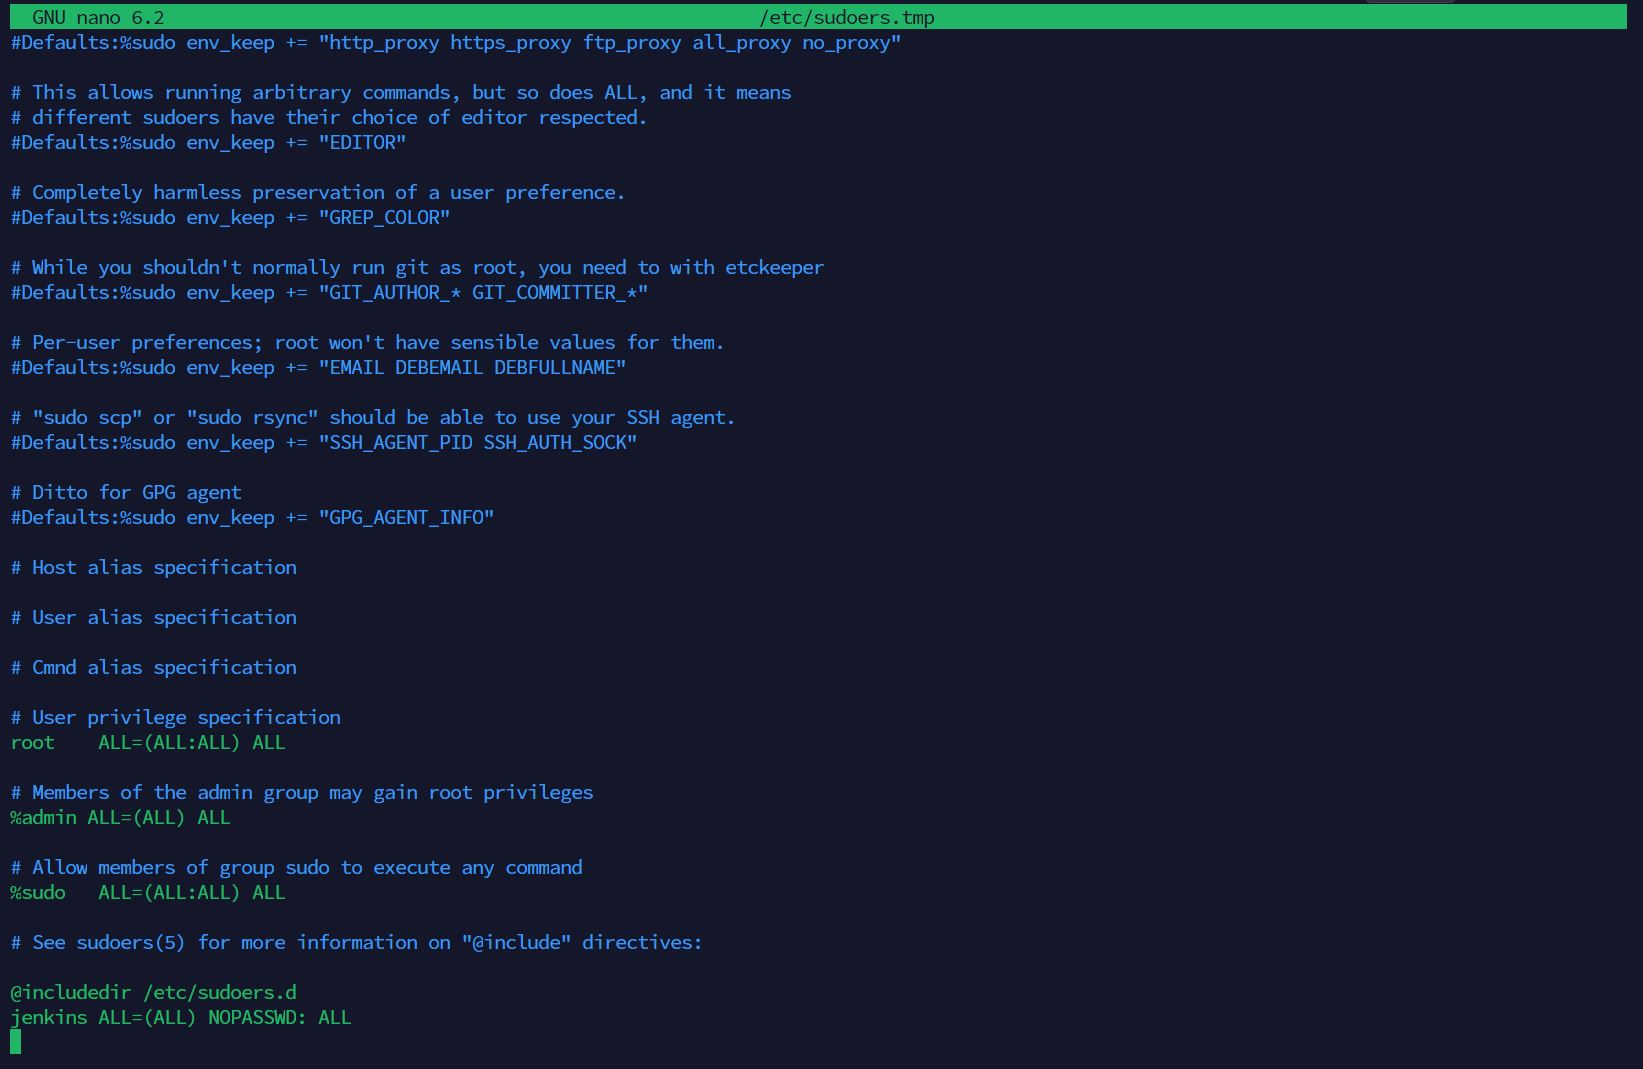 GNU nano 6.2 /etc/sudoers.tmp
#Defaults:%sudo env_keep += "http_proxy https_proxy ftp_proxy all_proxy no_proxy"
# This allows running arbitrary commands, but so does ALL, and it means
# different sudoers have their choice of editor respected.
#Defaults:%sudo env_keep += "EDITOR"
# Completely harmless preservation of a user preference.
#Defaults:%sudo env_keep += "GREP_COLOR"
# While you shouldn't normally run git as root, you need to with etckeeper
#Defaults:%sudo env_keep += "GIT_AUTHOR_* GIT_COMMITTER_*"
# Per-user preferences; root won't have sensible values for them.
#Defaults:%sudo env_keep += "EMAIL DEBEMAIL DEBFULLNAME"
# "sudo scp" or "sudo rsync" should be able to use your SSH agent.
#Defaults:%sudo env_keep += "SSH_AGENT_PID SSH_AUTH_SOCK"
# Ditto for GPG agent
#Defaults:%sudo env_keep += "GPG_AGENT_INFO"
# Host alias specification
# User alias specification
# Cmnd alias specification
# User privilege specification
root    ALL=(ALL:ALL) ALL
# Members of the admin group may gain root privileges
%admin ALL=(ALL) ALL
# Allow members of group sudo to execute any command
%sudo   ALL=(ALL:ALL) ALL
# See sudoers(5) for more information on "@include" directives:
@includedir /etc/sudoers.d
jenkins ALL=(ALL) NOPASSWD: ALL